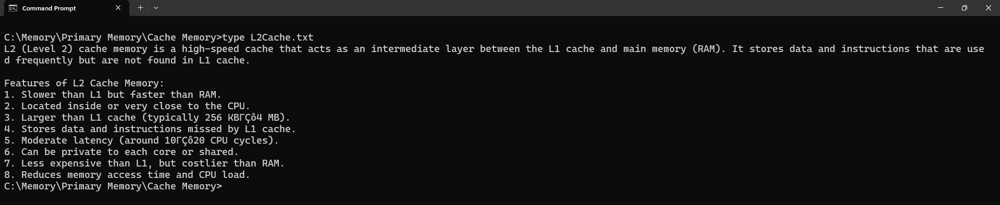 Command Prompt
C:\Memory\Primary Memory\Cache Memory>type L2Cache.txt
L2 (Level 2) cache memory is a high-speed cache that acts as an intermediate layer between the L1 cache and main memory (RAM). It stores data and instructions that are use
d frequently but are not found in L1 cache.
Features of L2 Cache Memory:
1. Slower than L1 but faster than RAM.
2. Located inside or very close to the CPU.
3. Larger than L1 cache (typically 256 KBΓÇô4 MB).
4. Stores data and instructions missed by L1 cache.
5. Moderate latency (around 10ΓÇô20 CPU cycles).
6. Can be private to each core or shared.
7. Less expensive than L1, but costlier than RAM.
8. Reduces memory access time and CPU load.
C:\Memory\Primary Memory\Cache Memory>